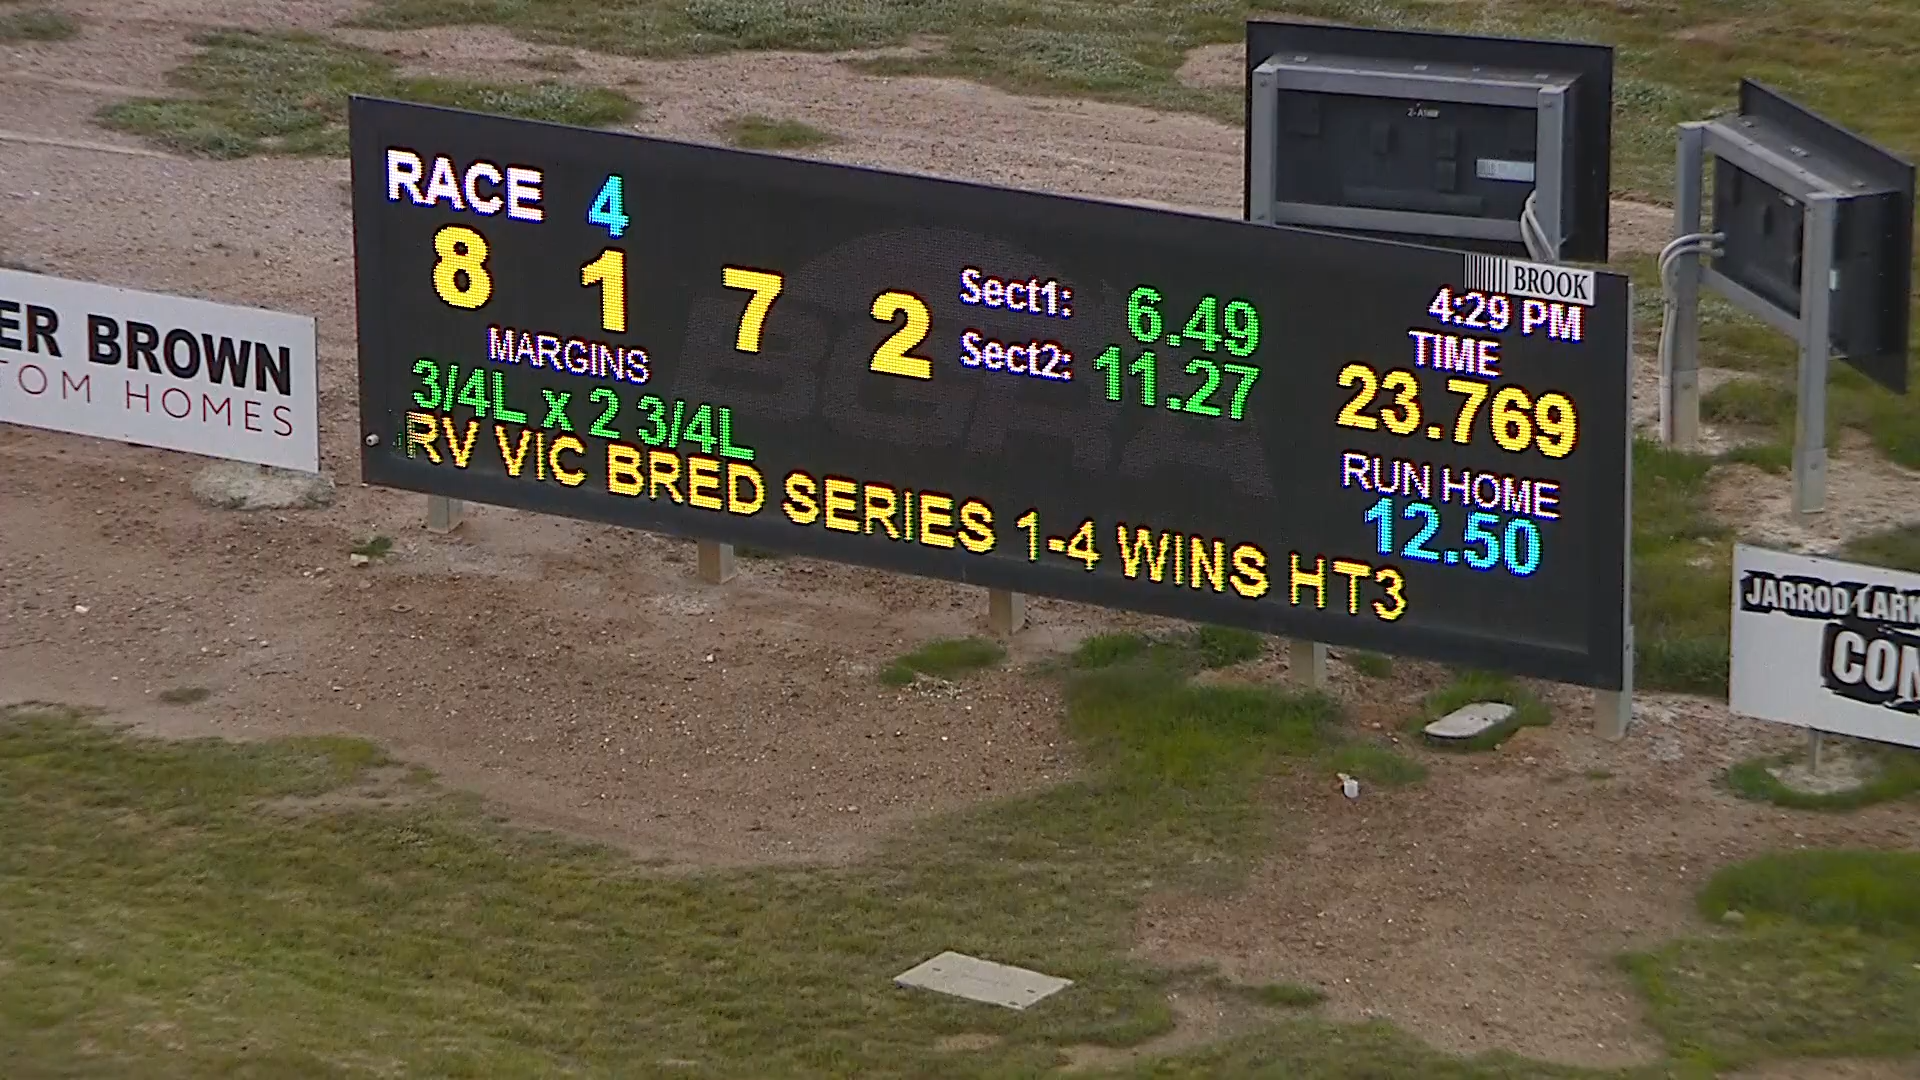 RACE 4
8 1 7 2
MARGINS
3/4L x 2 3/4L
RV VIC BRED SERIES 1-4 WINS HT3
Sect1: 6.49
Sect2: 11.27
BROOK
4:29 PM
TIME
23.769
RUN HOME
12.50
ER BROWN
TOM HOMES
JARROD LARK
CON